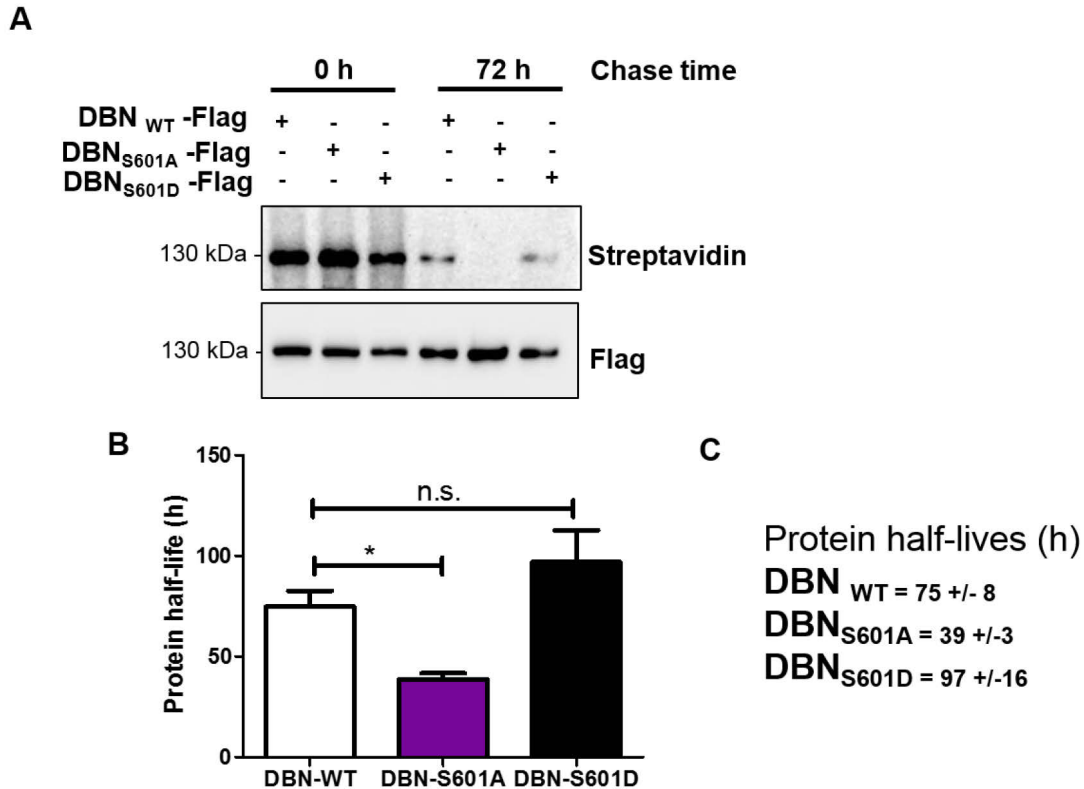 A
0 h 72 h Chase time
DBN WT -Flag + - - + - -
DBNS601A -Flag - + - - + -
DBNS601D -Flag - - + - - +
130 kDa - Streptavidin
130 kDa - Flag
B
C
150
100
50
0
Protein half-life (h)
n.s.
*
DBN-WT DBN-S601A DBN-S601D
Protein half-lives (h)
DBN WT = 75 +/- 8
DBNS601A = 39 +/-3
DBNS601D = 97 +/-16